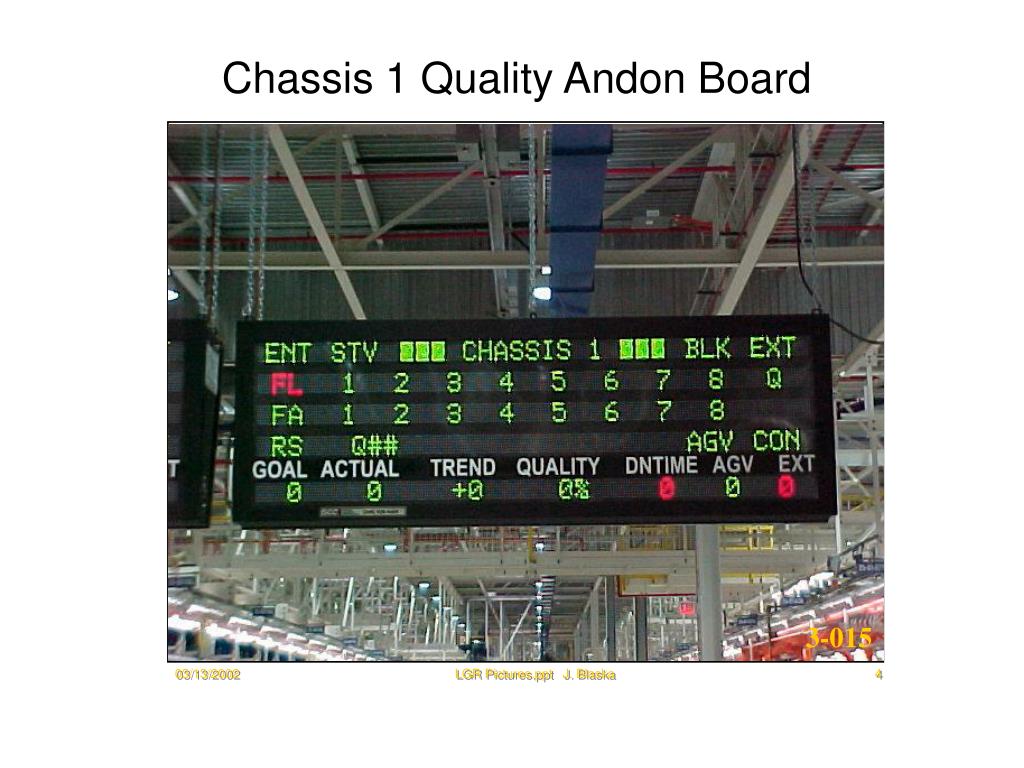 Chassis 1 Quality Andon Board
ENT STV 000 CHASSIS 1 000 BLK EXT
FL 1 2 3 4 5 6 7 8 Q
FA 1 2 3 4 5 6 7 8
RS Q## AGV CON
GOAL ACTUAL TREND QUALITY DNTIME AGV EXT
0 0 +0 0% 0 0 0
T
3-015
03/13/2002 LGR Pictures.ppt J. Blaska 4